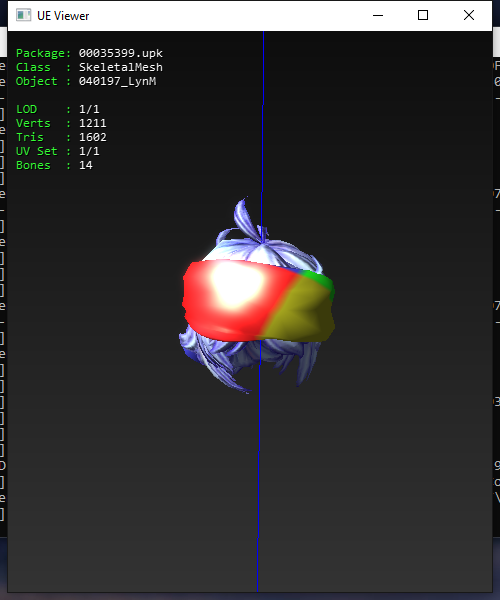 UE Viewer
Package: 00035399.upk
Class  : SkeletalMesh
Object : 040197_LynM
LOD    : 1/1
Verts  : 1211
Tris   : 1602
UV Set : 1/1
Bones  : 14